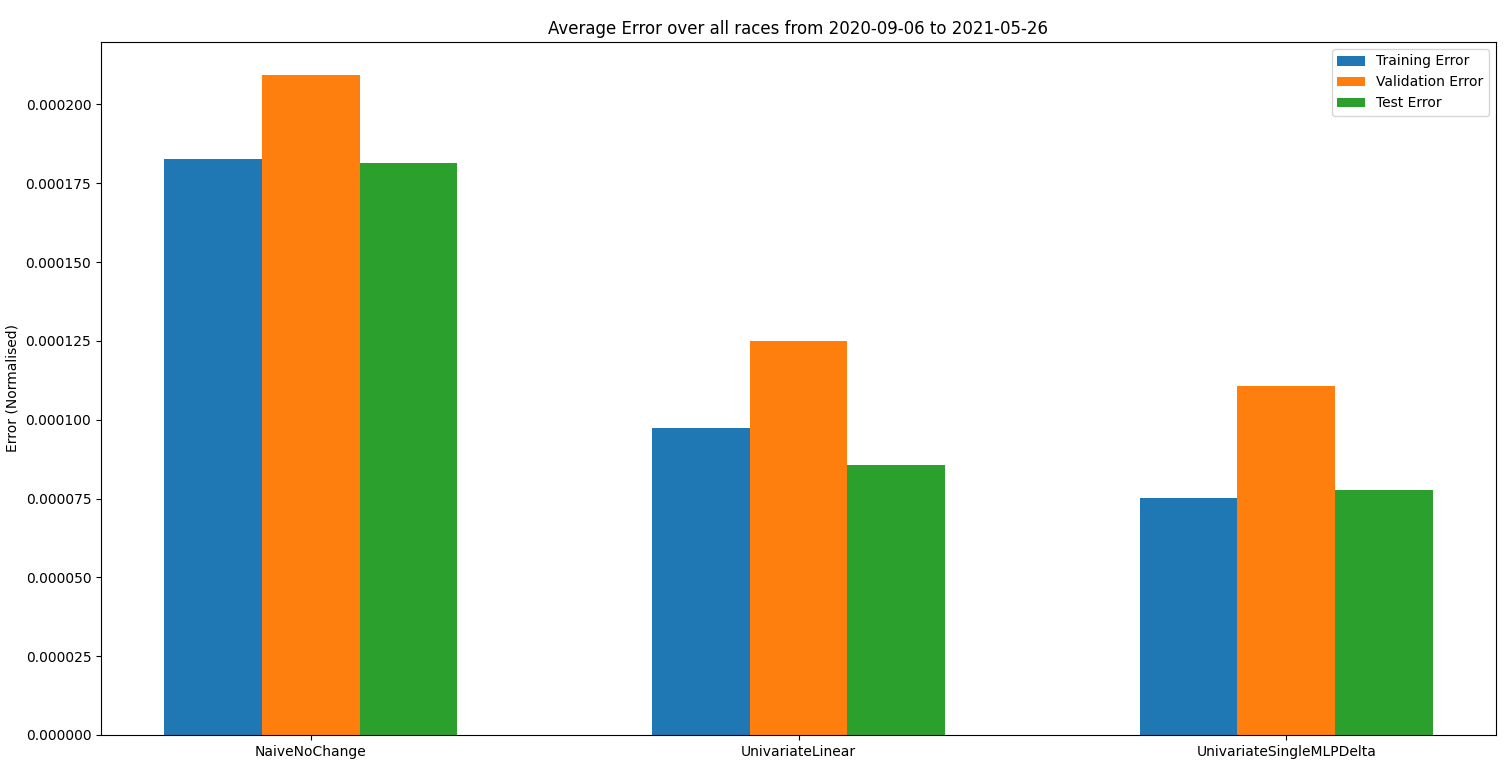 Average Error over all races from 2020-09-06 to 2021-05-26
Training Error
Validation Error
Test Error
Error (Normalised)
0.000200
0.000175
0.000150
0.000125
0.000100
0.000075
0.000050
0.000025
0.000000
NaiveNoChange
UnivariateLinear
UnivariateSingleMLPDelta